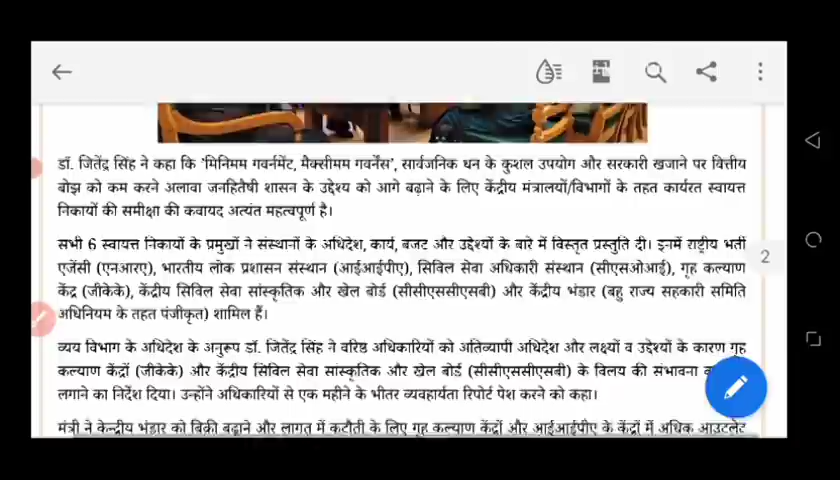 डॉ. जितेंद्र सिंह ने कहा कि 'मिनिमम गवर्नमेंट, मैक्सीमम गवर्नेंस', सार्वजनिक धन के कुशल उपयोग और सरकारी खजाने पर वित्तीय
बोझ को कम करने अलावा जनहितैषी शासन के उद्देश्य को आगे बढ़ाने के लिए केंद्रीय मंत्रालयों/विभागों के तहत कार्यरत स्वायत्त
निकायों की समीक्षा की कवायद अत्यंत महत्वपूर्ण है।
सभी 6 स्वायत्त निकायों के प्रमुखों ने संस्थानों के अधिदेश, कार्य, बजट और उद्देश्यों के बारे में विस्तृत प्रस्तुति दी। इनमें राष्ट्रीय भर्ती
एजेंसी (एनआरए), भारतीय लोक प्रशासन संस्थान (आईआईपीए), सिविल सेवा अधिकारी संस्थान (सीएसओआई), गृह कल्याण
2
केंद्र (जीकेके), केंद्रीय सिविल सेवा सांस्कृतिक और खेल बोर्ड (सीसीएससीएसबी) और केंद्रीय भंडार (बहु राज्य सहकारी समिति
अधिनियम के तहत पंजीकृत) शामिल हैं।
व्यय विभाग के अधिदेश के अनुरूप डॉ. जितेंद्र सिंह ने वरिष्ठ अधिकारियों को अतिव्यापी अधिदेश और लक्ष्यों व उद्देश्यों के कारण गृह
कल्याण केंद्रों (जीकेके) और केंद्रीय सिविल सेवा सांस्कृतिक और खेल बोर्ड (सीसीएससीएसबी) के विलय की संभावना
लगाने का निर्देश दिया। उन्होंने अधिकारियों से एक महीने के भीतर व्यवहार्यता रिपोर्ट पेश करने को कहा।
मंत्री ने केन्द्रीय भंडार को बिक्री बढ़ाने और लागत में कटौती के लिए गृह कल्याण केंद्रों और आईआईपीए के केंद्रों में अधिक आउटलेट